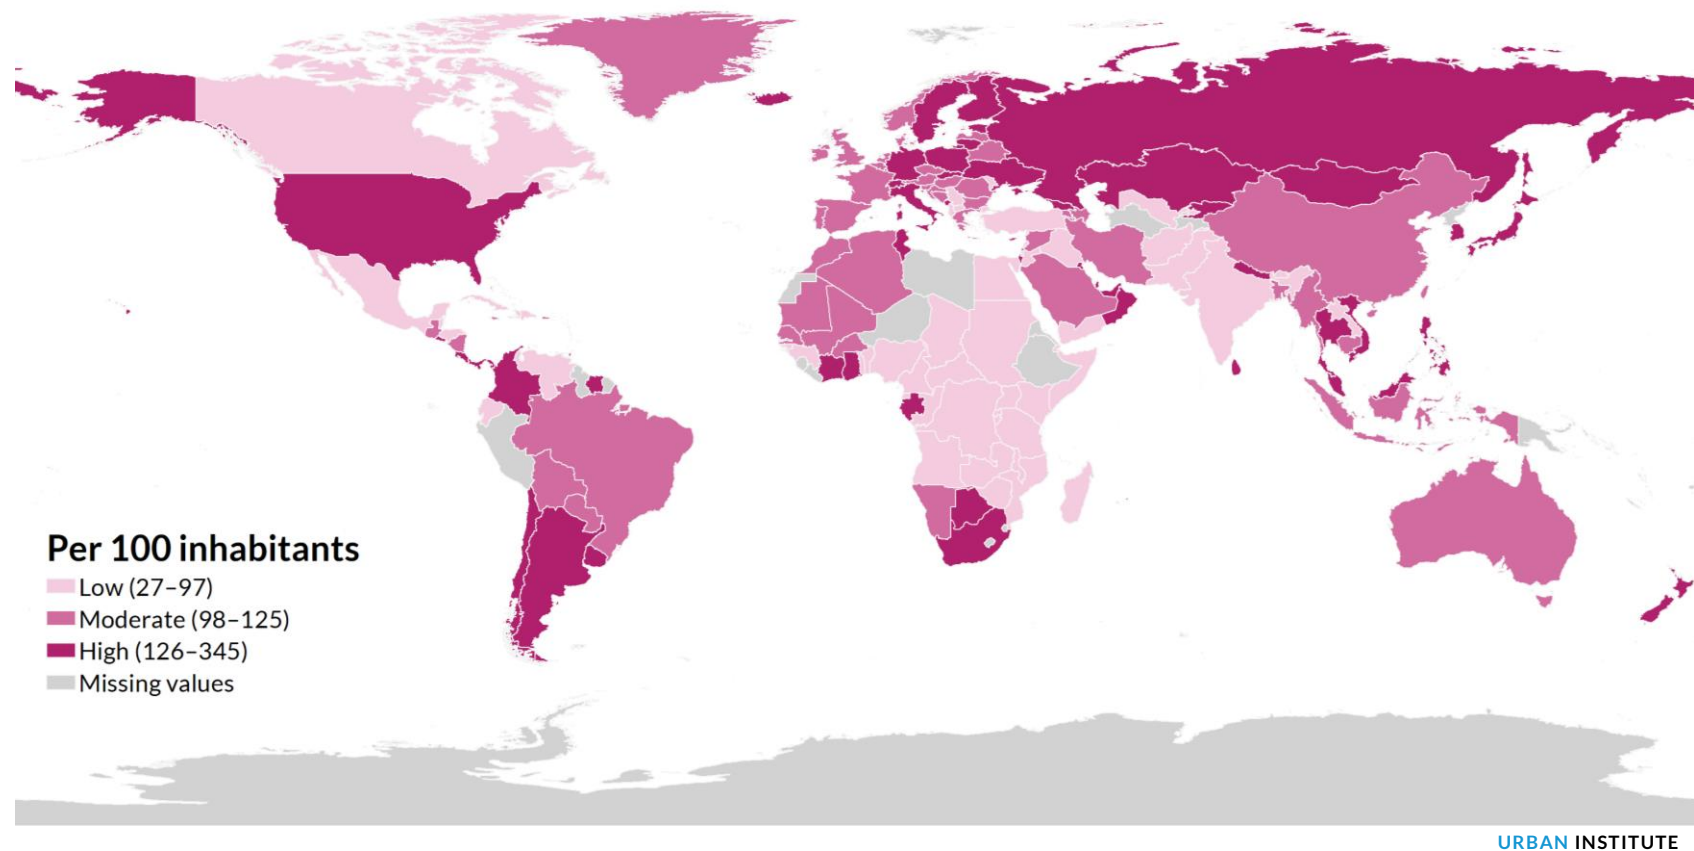 Per 100 inhabitants
Low (27–97)
Moderate (98–125)
High (126–345)
Missing values
URBAN INSTITUTE